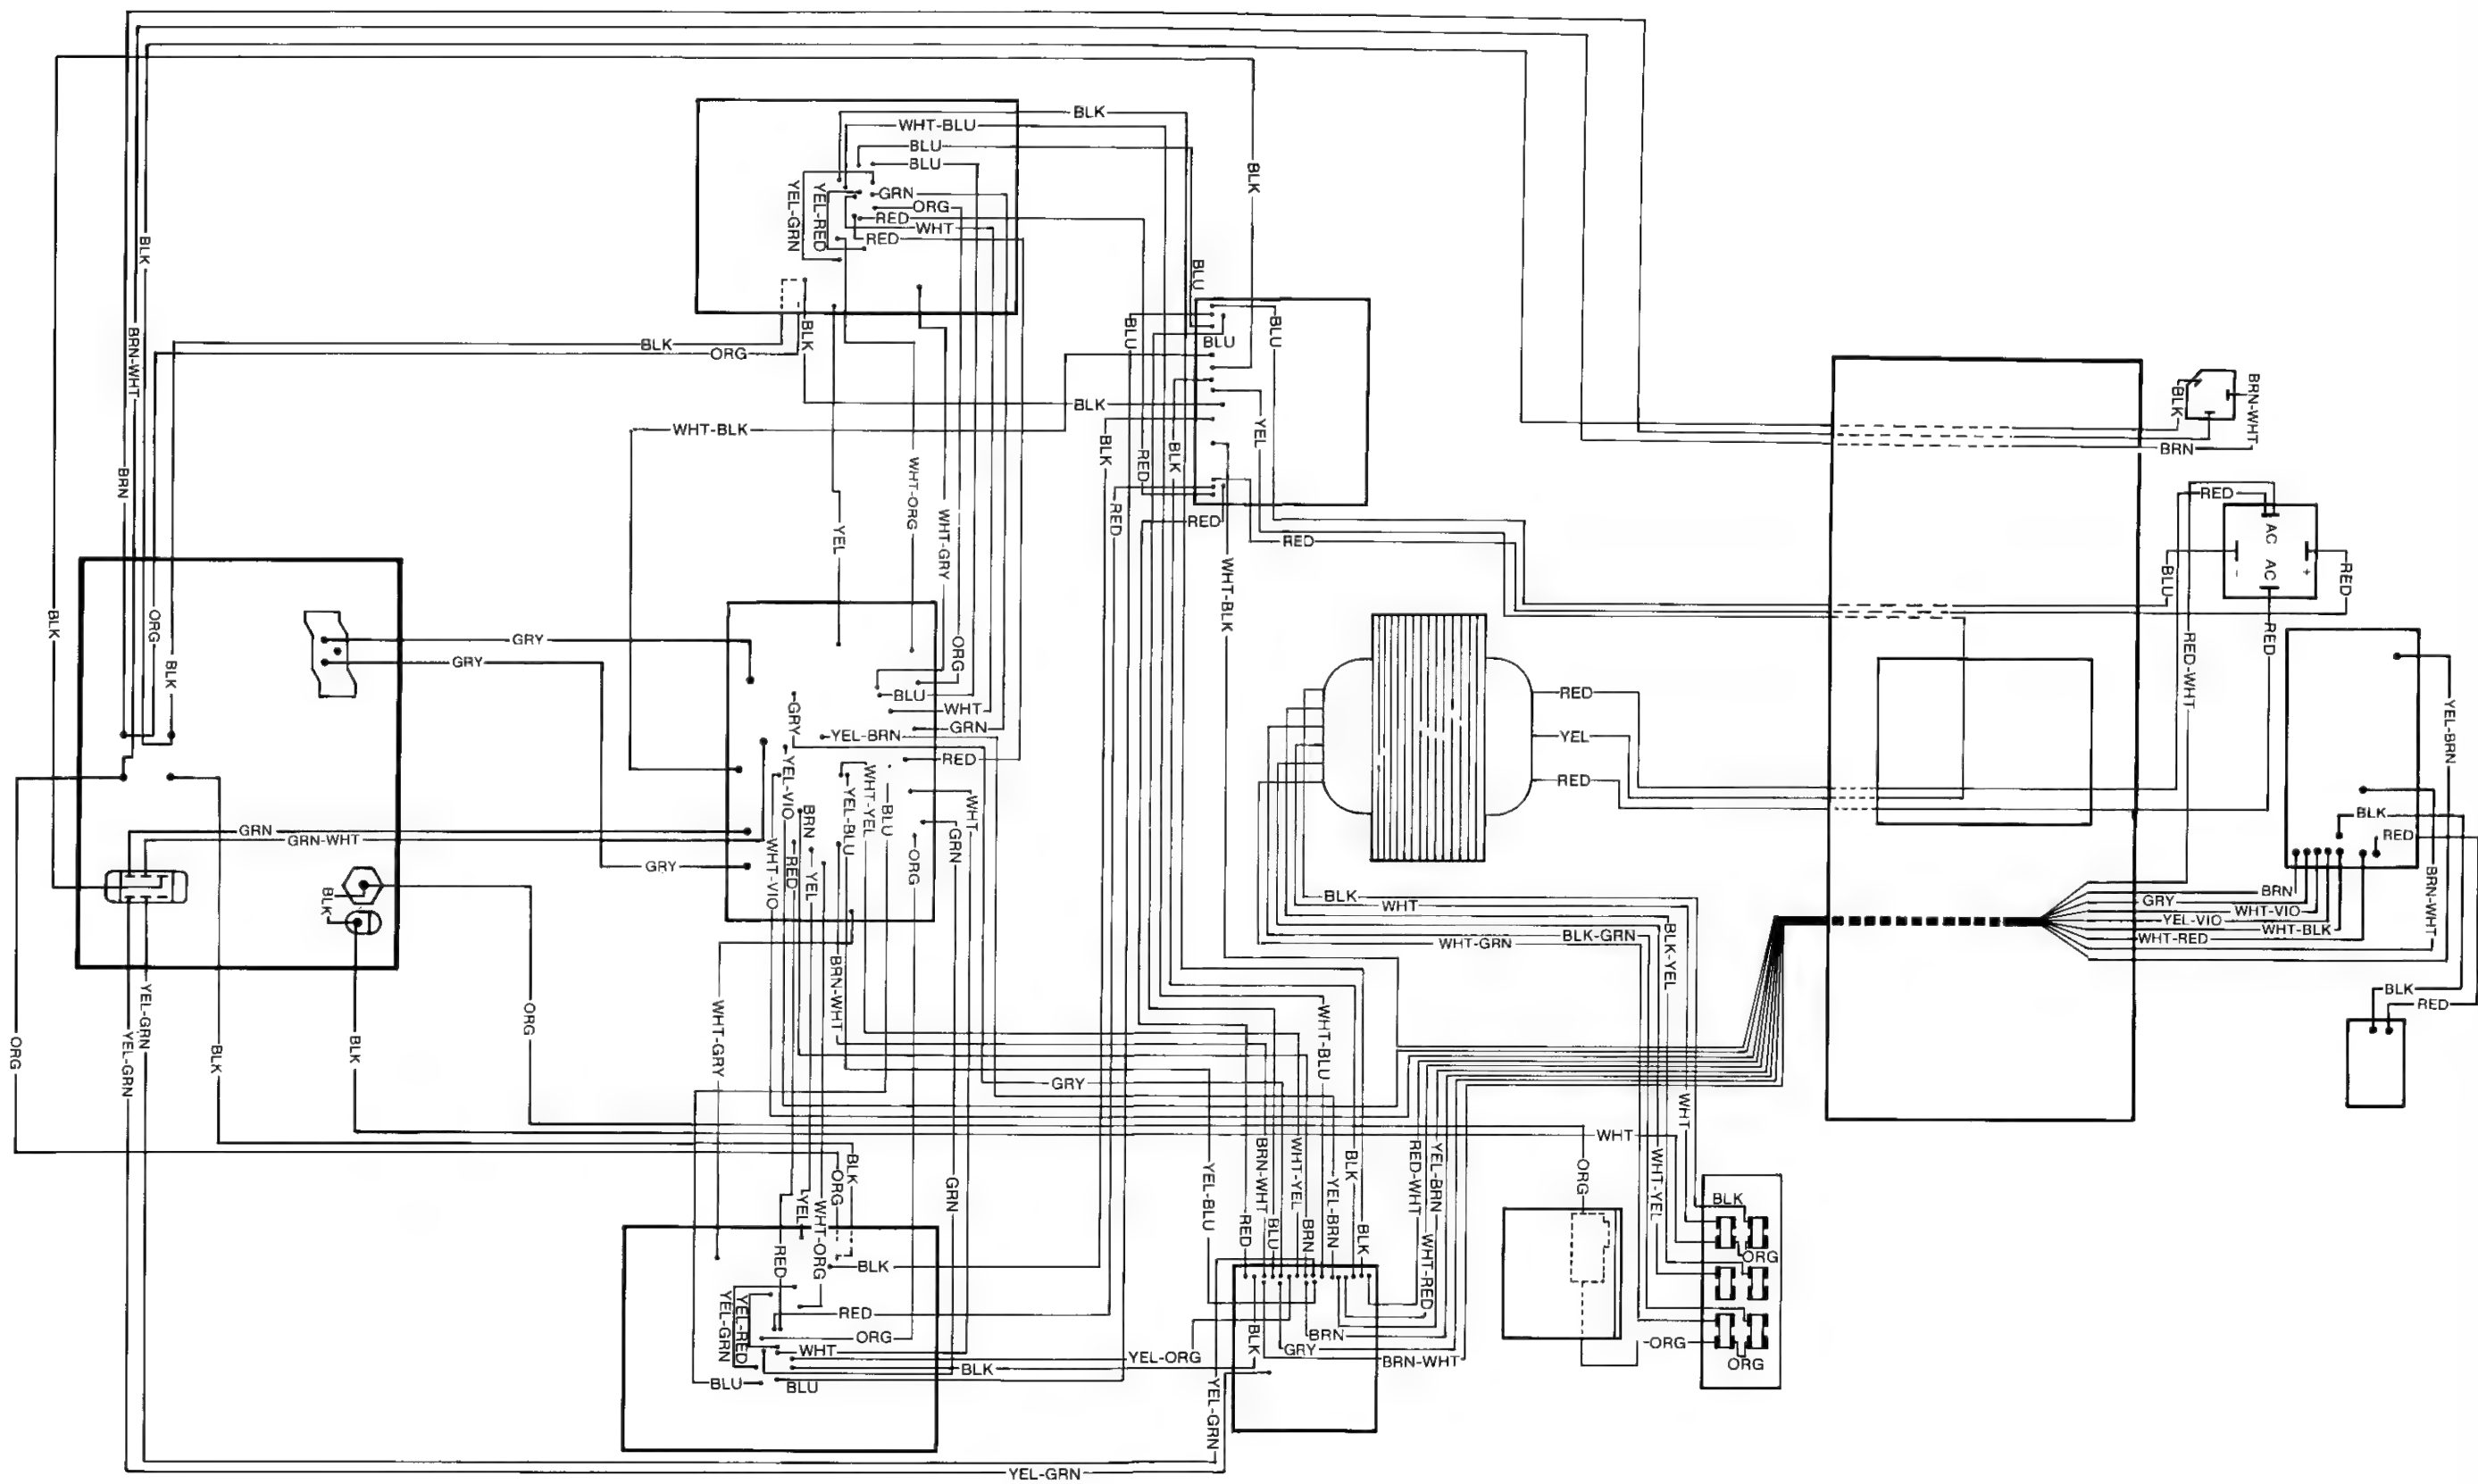 BLK
WHT-BLU
BLU
BLU
YEL-GRN
YEL-RED
GRN
ORG
RED
WHT
RED
BLK
BLK
BRN-WHT
BLU
BLK
ORG
BLK
BLU
BLU
BLU
BLK
WHT-BLK
YEL
BLK
BRN-WHT
BRN
BRN
BLK
RED
BLK
WHT-ORG
YEL
WHT-GRY
RED
RED
RED
WHT-BLK
RED
AC
AC
-
+
BLU
RED
RED
RED-WHT
BLK
ORG
BLK
GRY
GRY
ORG
BLU
WHT
GRN
GRY
YEL-BRN
RED
RED
YEL
RED
YEL-BRN
YEL-VIO
WHT-YEL
YEL-BLU
BLU
WHT
GRN
BRN
RED
YEL
WHT-VIO
ORG
GRN
GRN-WHT
GRY
BLK
BLK
BLK
RED
BRN-WHT
BLK
WHT
BLK-GRN
WHT-GRN
BLK-YEL
BRN
GRY
WHT-VIO
YEL-VIO
WHT-BLK
WHT-RED
BLK
RED
BRN-WHT
WHT-GRY
ORG
BLK
BLK
YEL-GRN
YEL-GRN
ORG
GRY
WHT-BLU
WHT
WHT
ORG
BLK
ORG
YEL
WHT-ORG
GRN
YEL-BLU
RED
BRN-WHT
BLU
WHT-YEL
BRN
YEL-BRN
BLK
BLK
RED-WHT
YEL-BRN
WHT-RED
ORG
WHT-YEL
BLK
ORG
RED
BLK
YEL-GRN
YEL-RED
RED
ORG
WHT
BLK
BLU
BLU
YEL-ORG
BLK
BRN
GRY
BRN-WHT
ORG
ORG
YEL-GRN
YEL-GRN